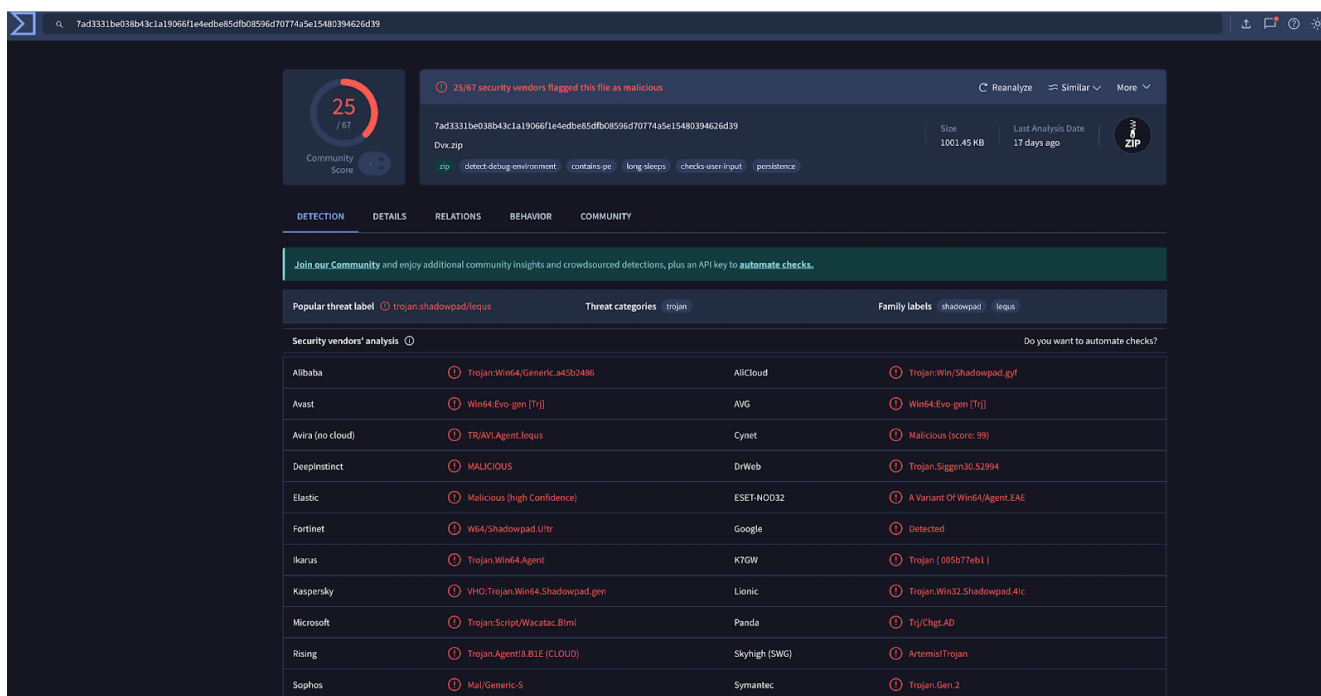 7ad3331be038b43c1a19066f1e4edbe85dfb08596d70774a5e15480394626d39
25
/ 67
Community
Score
25/67 security vendors flagged this file as malicious
Reanalyze
Similar
More
7ad3331be038b43c1a19066f1e4edbe85dfb08596d70774a5e15480394626d39
Dvx.zip
zip
detect-debug-environment
contains-pe
long-sleeps
checks-user-input
persistence
Size
1001.45 KB
Last Analysis Date
17 days ago
ZIP
DETECTION
DETAILS
RELATIONS
BEHAVIOR
COMMUNITY
Join our Community and enjoy additional community insights and crowdsourced detections, plus an API key to automate checks.
Popular threat label
trojan.shadowpad/lequs
Threat categories
trojan
Family labels
shadowpad
lequs
Security vendors' analysis
Do you want to automate checks?
Alibaba
Trojan:Win64/Generic.a45b2486
AliCloud
Trojan:Win/Shadowpad.gyf
Avast
Win64:Evo-gen [Trj]
AVG
Win64:Evo-gen [Trj]
Avira (no cloud)
TR/AVI.Agent.lequs
Cynet
Malicious (score: 99)
DeepInstinct
MALICIOUS
DrWeb
Trojan.Siggen30.52994
Elastic
Malicious (high Confidence)
ESET-NOD32
A Variant Of Win64/Agent.EAE
Fortinet
W64/Shadowpad.U!tr
Google
Detected
Ikarus
Trojan.Win64.Agent
K7GW
Trojan ( 005b77eb1 )
Kaspersky
VHO:Trojan.Win64.Shadowpad.gen
Lionic
Trojan.Win32.Shadowpad.4!c
Microsoft
Trojan:Script/Wacatac.B!ml
Panda
Trj/Chgt.AD
Rising
Trojan.Agent!8.B1E (CLOUD)
Skyhigh (SWG)
Artemis!Trojan
Sophos
Mal/Generic-S
Symantec
Trojan.Gen.2